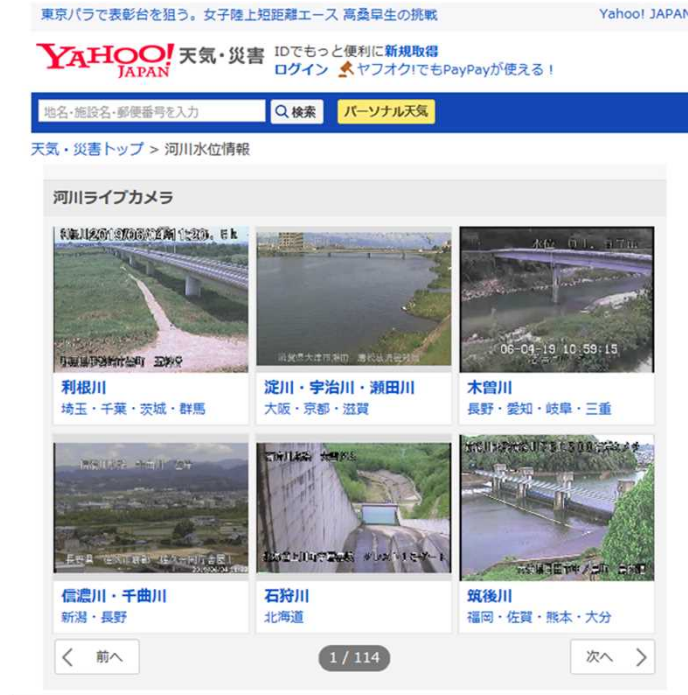 東京パラで表彰台を狙う。女子陸上短距離エース 高桑早生の挑戦
Yahoo! JAPAN
YAHOO! JAPAN 天気・災害
IDでもっと便利に新規取得
ログイン
ヤフオク!でもPayPayが使える!
地名・施設名・郵便番号を入力
検索
パーソナル天気
天気・災害トップ > 河川水位情報
河川ライブカメラ
06-04-19 10 59:15
利根川
埼玉・千葉・茨城・群馬
淀川・宇治川・瀬田川
大阪・京都・滋賀
木曽川
長野・愛知・岐阜・三重
信濃川・千曲川
新潟・長野
石狩川
北海道
筑後川
福岡・佐賀・熊本・大分
前へ
1 / 114
次へ